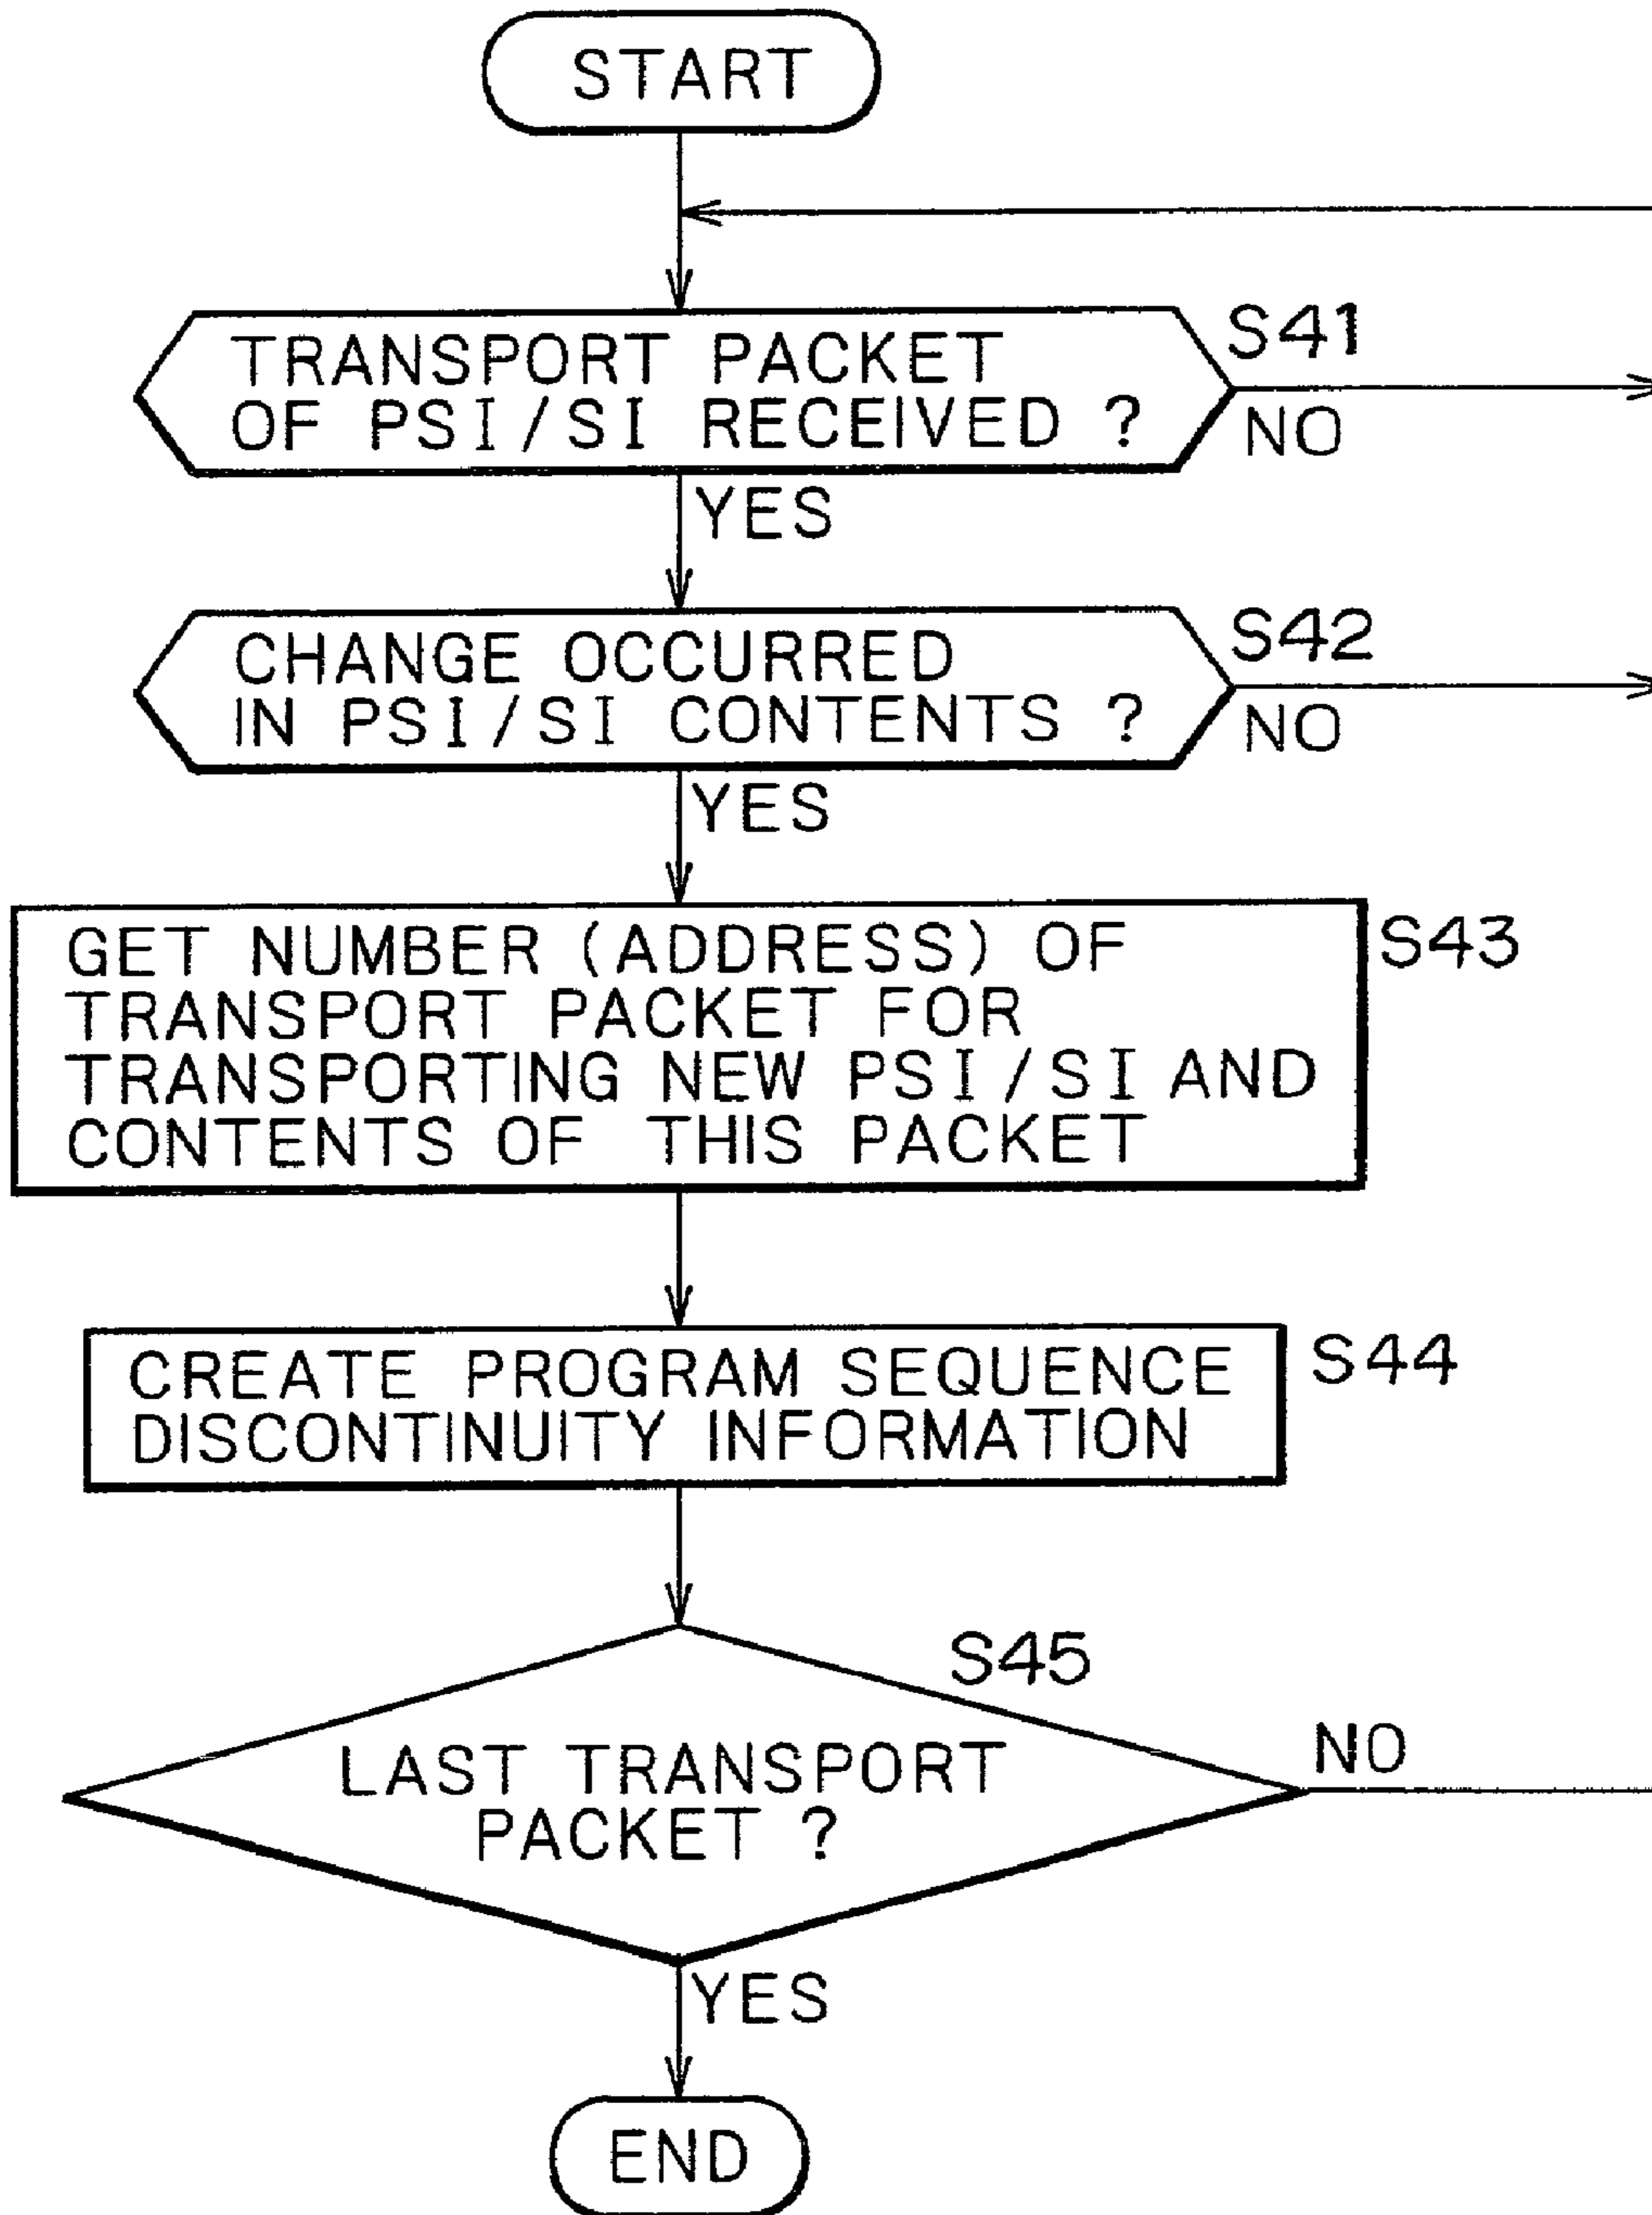 START
TRANSPORT PACKET
OF PSI/SI RECEIVED ?
S41
NO
YES
CHANGE OCCURRED
IN PSI/SI CONTENTS ?
S42
NO
YES
GET NUMBER (ADDRESS) OF
TRANSPORT PACKET FOR
TRANSPORTING NEW PSI/SI AND
CONTENTS OF THIS PACKET
S43
CREATE PROGRAM SEQUENCE
DISCONTINUITY INFORMATION
S44
S45
LAST TRANSPORT
PACKET ?
NO
YES
END